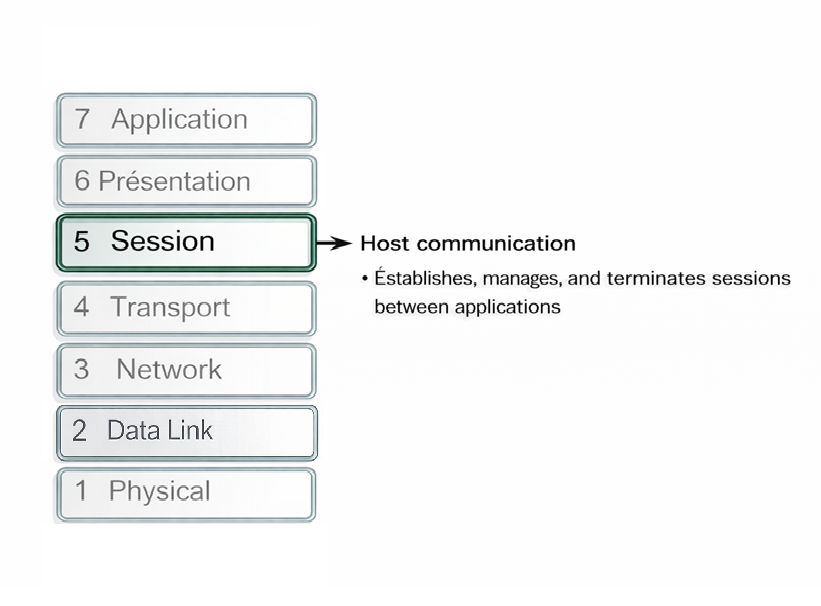 7 Application
6 Présentation
5 Session
Host communication
• Éstablishes, manages, and terminates sessions
between applications
4 Transport
3 Network
2 Data Link
1 Physical